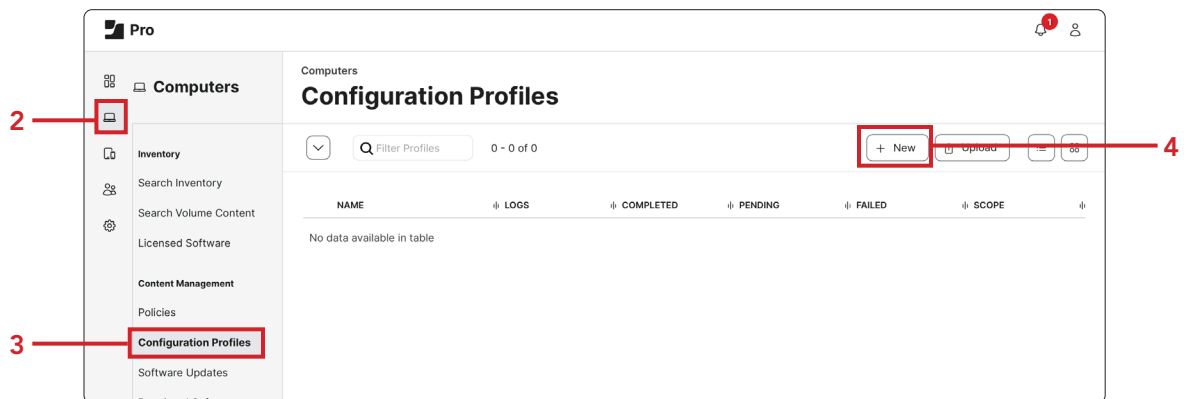 Pro
1
Computers
Computers
Configuration Profiles
2
Inventory
Search Inventory
Search Volume Content
Licensed Software
Content Management
Policies
Configuration Profiles
3
Software Updates
Filter Profiles
0 - 0 of 0
+ New
Upload
4
NAME LOGS COMPLETED PENDING FAILED SCOPE
No data available in table